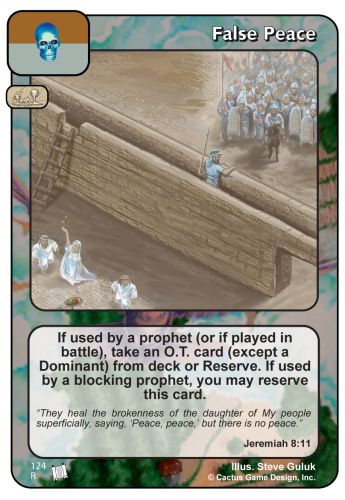 False Peace
If used by a prophet (or if played in
battle), take an O.T. card (except a
Dominant) from deck or Reserve. If used
by a blocking prophet, you may reserve
this card.
“They heal the brokenness of the daughter of My people
superficially, saying, ‘Peace, peace,’ but there is no peace.”
Jeremiah 8:11
124
R
Illus. Steve Guluk
© Cactus Game Design, Inc.